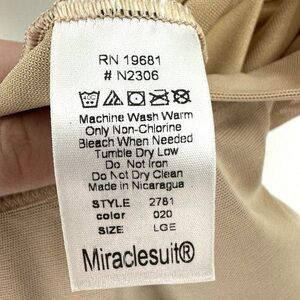 RN 19681
# N2306
Machine Wash Warm
Only Non-Chlorine
Bleach When Needed
Tumble Dry Low
Do Not Iron
Do Not Dry Clean
Made in Nicaragua
STYLE 2781
color 020
SIZE: LGE
Miraclesuit®